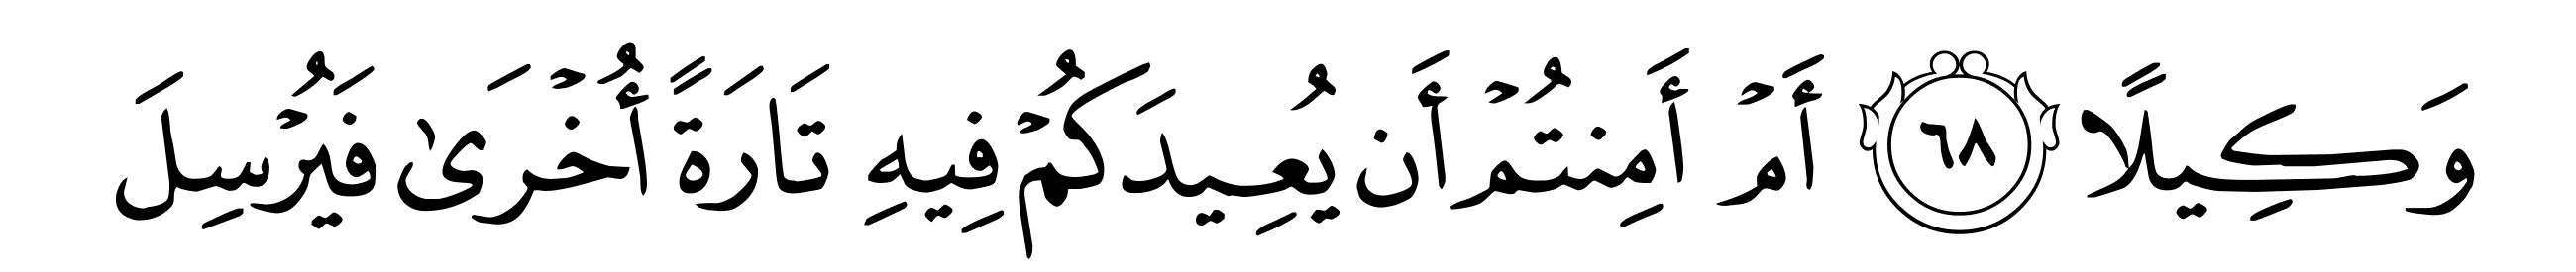 وَكِيلًا ٦٨ أَمْ أَمِنتُمْ أَن يُعِيدَكُمْ فِيهِ تَارَةً أُخْرَىٰ فَيُرْسِلَ